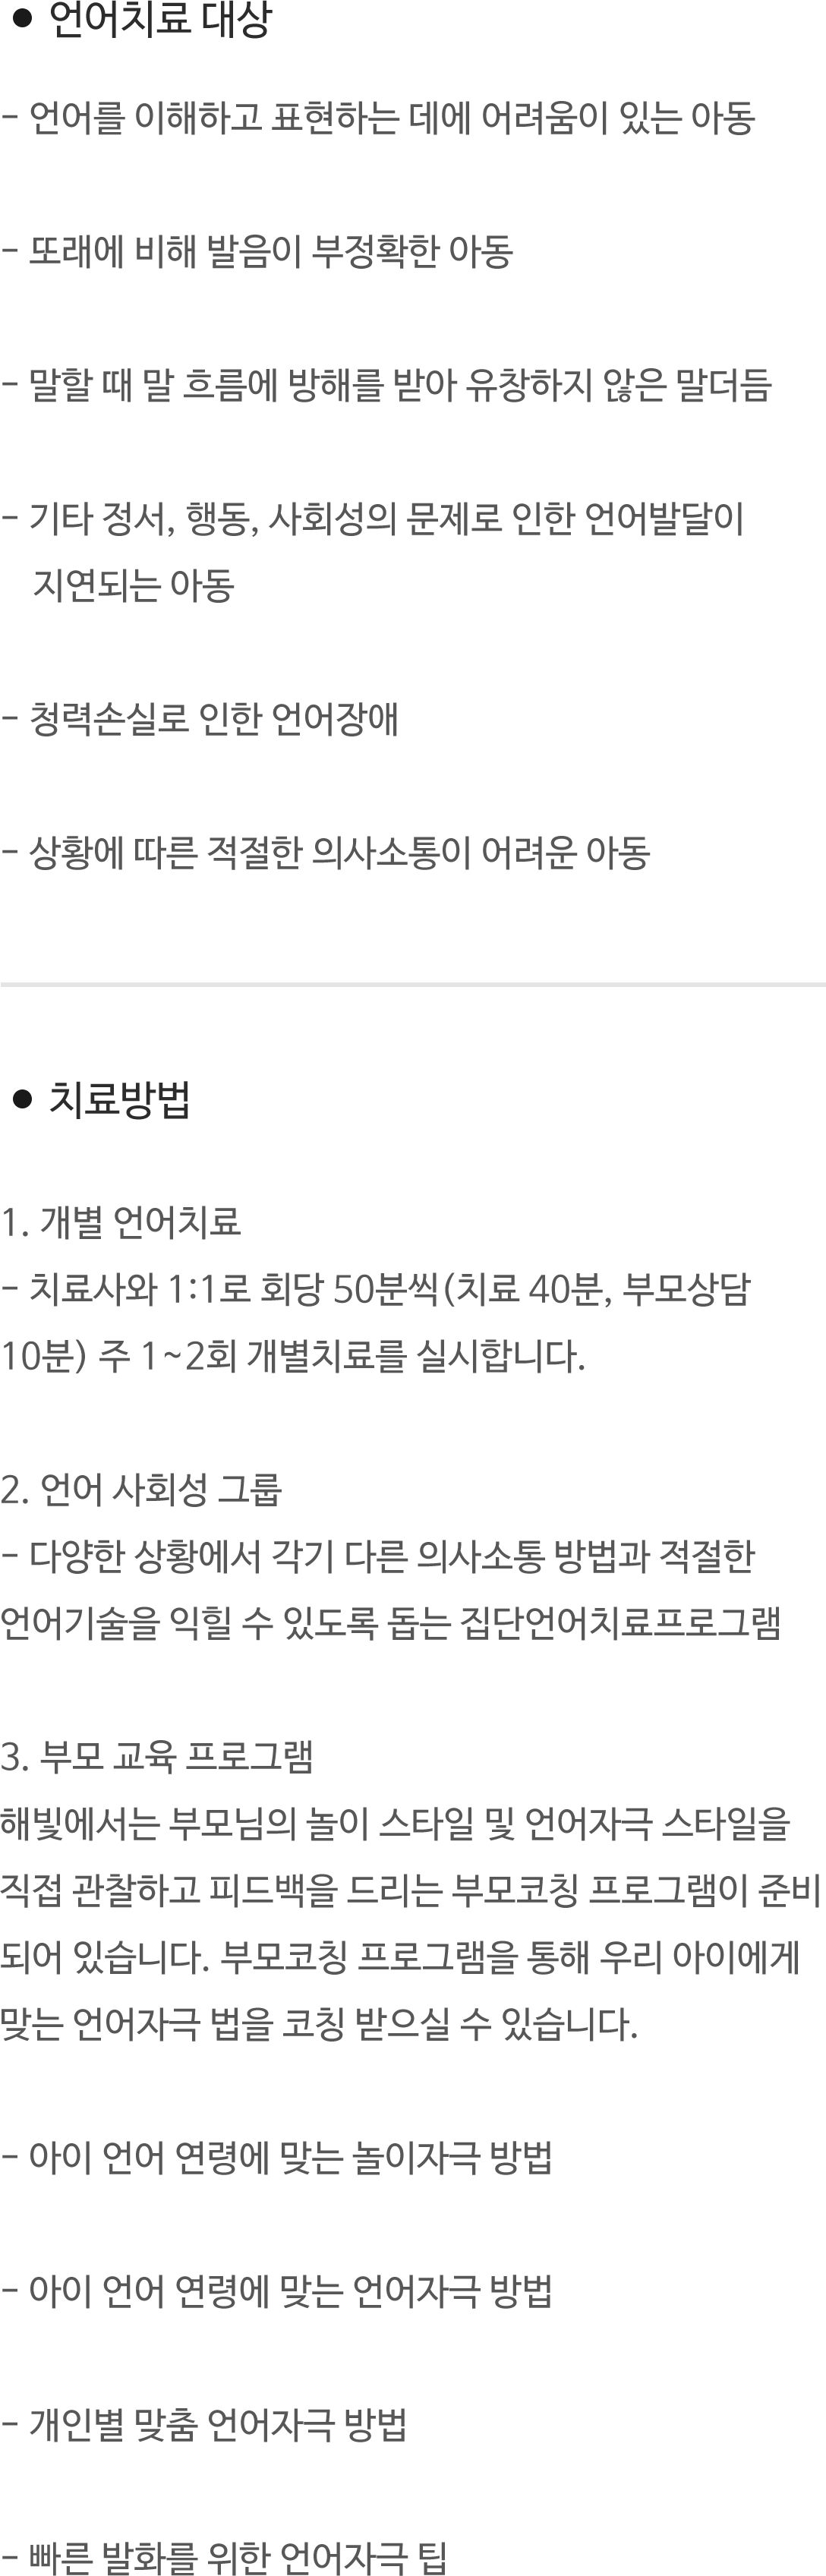 ● 언어치료 대상
- 언어를 이해하고 표현하는 데에 어려움이 있는 아동
- 또래에 비해 발음이 부정확한 아동
- 말할 때 말 흐름에 방해를 받아 유창하지 않은 말더듬
- 기타 정서, 행동, 사회성의 문제로 인한 언어발달이
지연되는 아동
- 청력손실로 인한 언어장애
- 상황에 따른 적절한 의사소통이 어려운 아동
● 치료방법
1. 개별 언어치료
- 치료사와 1:1로 회당 50분씩(치료 40분, 부모상담
10분) 주 1~2회 개별치료를 실시합니다.
2. 언어 사회성 그룹
- 다양한 상황에서 각기 다른 의사소통 방법과 적절한
언어기술을 익힐 수 있도록 돕는 집단언어치료프로그램
3. 부모 교육 프로그램
해빛에서는 부모님의 놀이 스타일 및 언어자극 스타일을
직접 관찰하고 피드백을 드리는 부모코칭 프로그램이 준비
되어 있습니다. 부모코칭 프로그램을 통해 우리 아이에게
맞는 언어자극 법을 코칭 받으실 수 있습니다.
- 아이 언어 연령에 맞는 놀이자극 방법
- 아이 언어 연령에 맞는 언어자극 방법
- 개인별 맞춤 언어자극 방법
- 빠른 발화를 위한 언어자극 팁